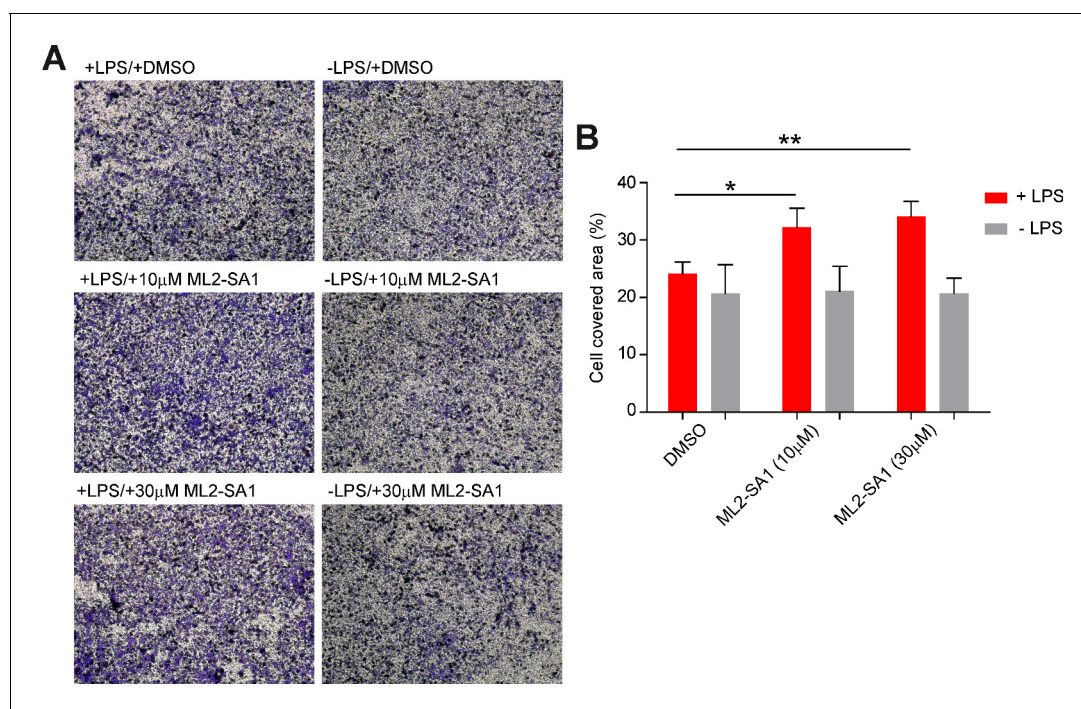 A
+LPS/+DMSO
-LPS/+DMSO
+LPS/+10μM ML2-SA1
-LPS/+10μM ML2-SA1
+LPS/+30μM ML2-SA1
-LPS/+30μM ML2-SA1
B
**
*
40
30
20
10
0
Cell covered area (%)
+ LPS
- LPS
DMSO
ML2-SA1 (10μM)
ML2-SA1 (30μM)